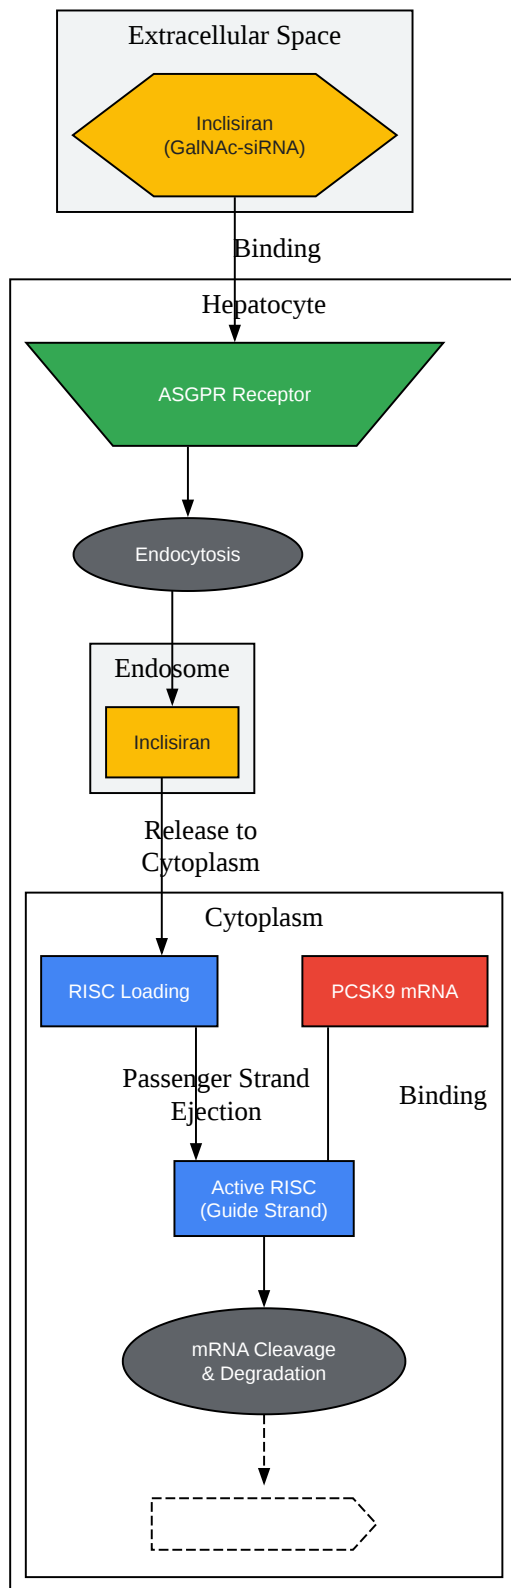 Extracellular Space
Inclisiran
(GalNAc-siRNA)
Binding
Hepatocyte
ASGPR Receptor
Endocytosis
Endosome
Inclisiran
Release to
Cytoplasm
Cytoplasm
RISC Loading
PCSK9 mRNA
Passenger Strand
Ejection
Binding
Active RISC
(Guide Strand)
mRNA Cleavage
& Degradation